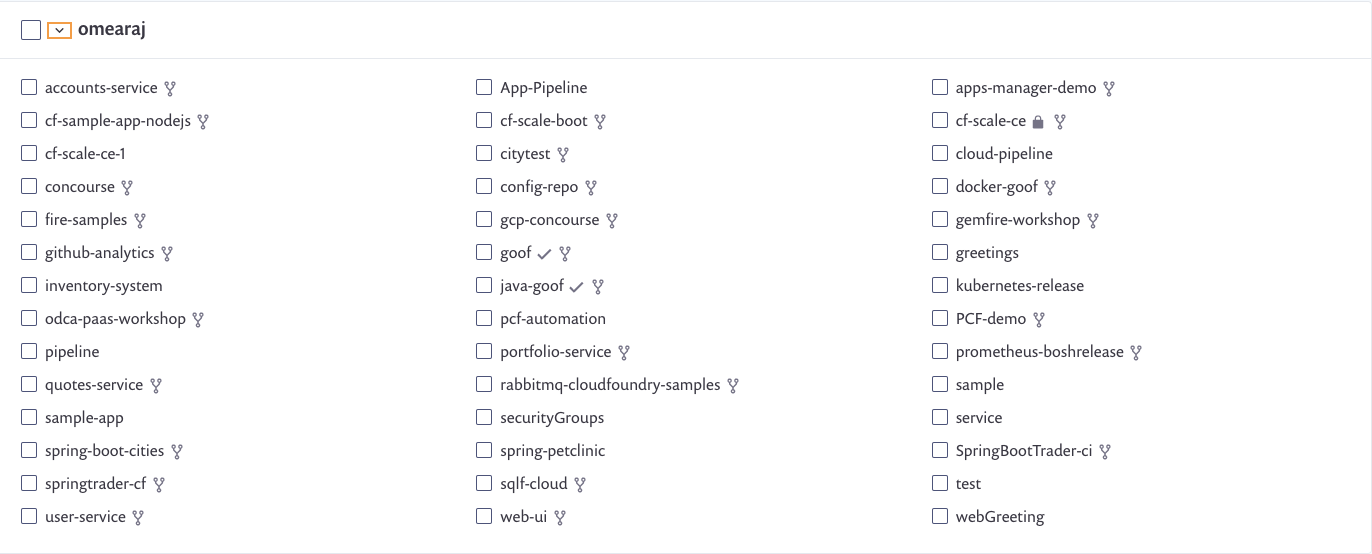 omearaj
accounts-service App-Pipeline apps-manager-demo
cf-sample-app-nodejs cf-scale-boot cf-scale-ce
cf-scale-ce-1 citytest cloud-pipeline
concourse config-repo docker-goof
fire-samples gcp-concourse gemfire-workshop
github-analytics goof greetings
inventory-system java-goof kubernetes-release
odca-paas-workshop pcf-automation PCF-demo
pipeline portfolio-service prometheus-boshrelease
quotes-service rabbitmq-cloudfoundry-samples sample
sample-app securityGroups service
spring-boot-cities spring-petclinic SpringBootTrader-ci
springtrader-cf sqlf-cloud test
user-service web-ui webGreeting